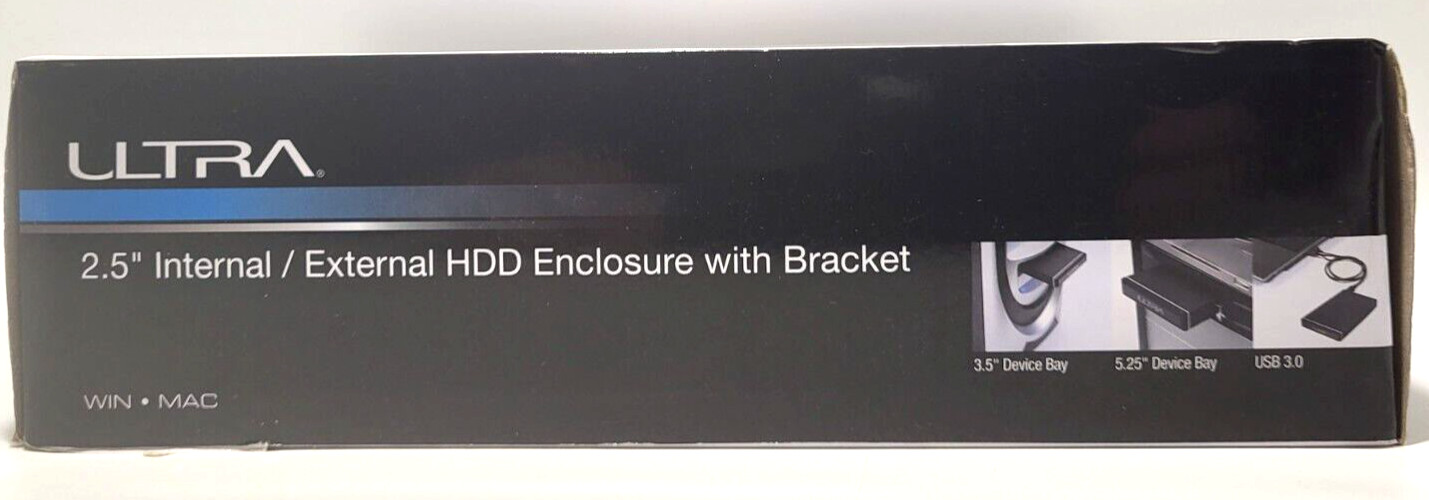 ULTRA®
2.5" Internal / External HDD Enclosure with Bracket
3.5" Device Bay
5.25" Device Bay
USB 3.0
WIN • MAC